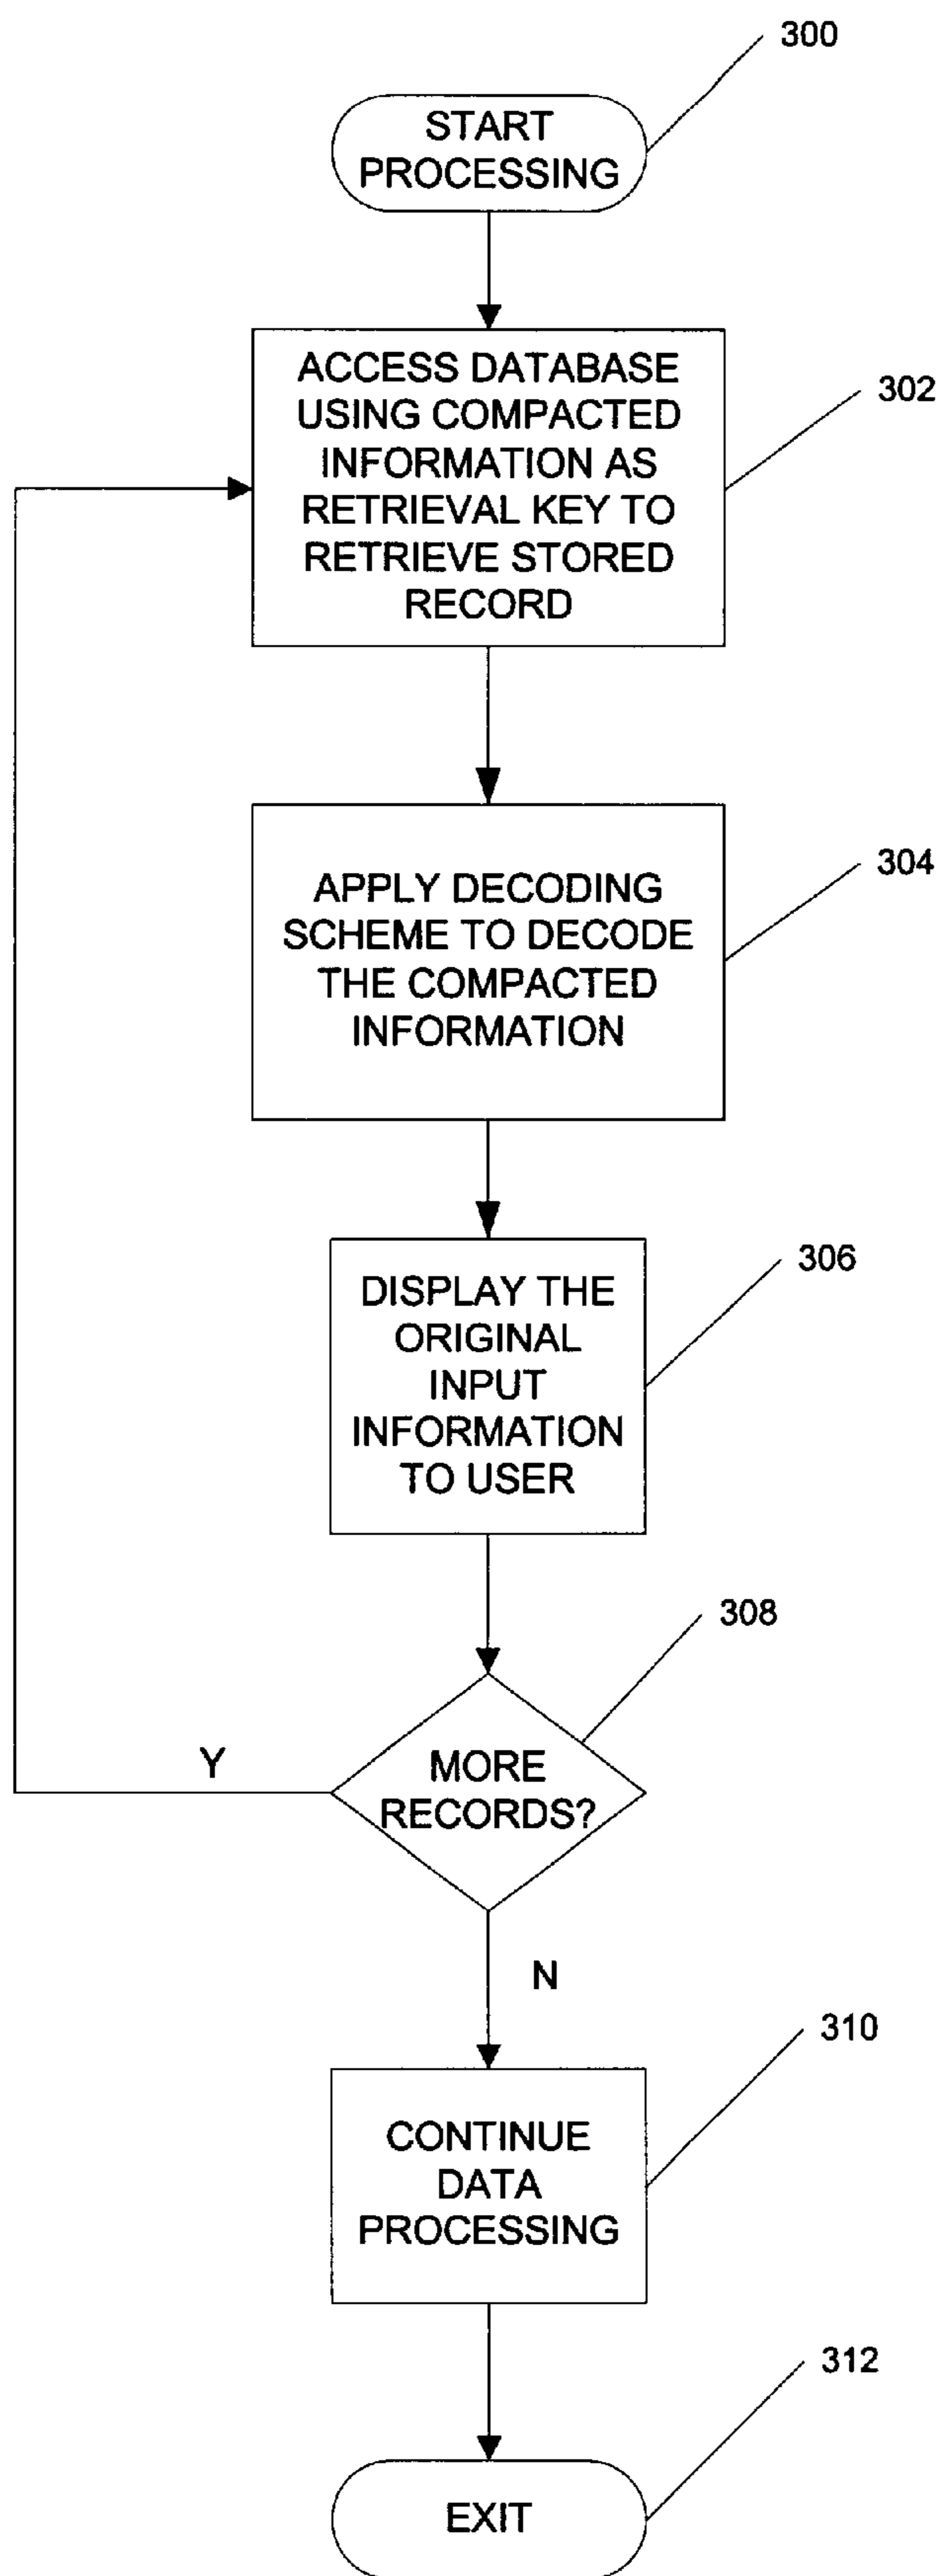 300
START
PROCESSING
302
ACCESS DATABASE
USING COMPACTED
INFORMATION AS
RETRIEVAL KEY TO
RETRIEVE STORED
RECORD
304
APPLY DECODING
SCHEME TO DECODE
THE COMPACTED
INFORMATION
306
DISPLAY THE
ORIGINAL
INPUT
INFORMATION
TO USER
308
MORE
RECORDS?
Y
N
310
CONTINUE
DATA
PROCESSING
312
EXIT